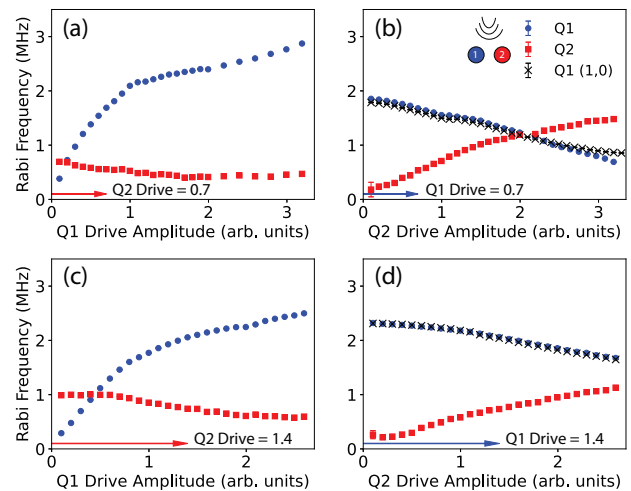 (a)
3
2
1
0
Rabi Frequency (MHz)
Q2 Drive = 0.7
0 1 2 3
Q1 Drive Amplitude (arb. units)
(b)
1 2
Q1
Q2
Q1 (1,0)
3
2
1
0
Q1 Drive = 0.7
0 1 2 3
Q2 Drive Amplitude (arb. units)
(c)
3
2
1
0
Rabi Frequency (MHz)
Q2 Drive = 1.4
0 1 2
Q1 Drive Amplitude (arb. units)
(d)
3
2
1
0
Q1 Drive = 1.4
0 1 2
Q2 Drive Amplitude (arb. units)